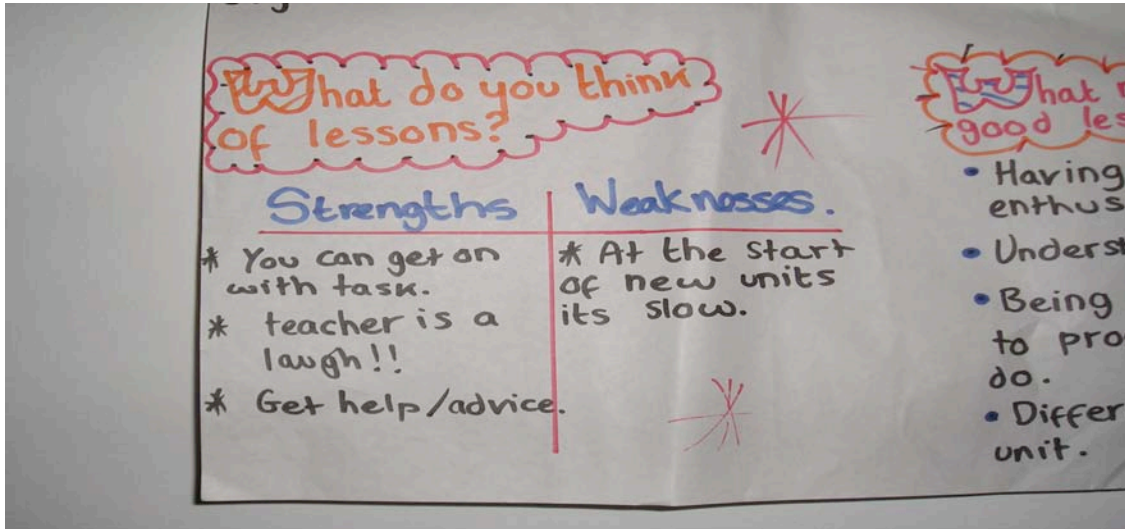 What do you think
of lessons?
Strengths
* You can get on
with task.
* teacher is a
laugh!!
* Get help/advice.
Weaknosses.
* At the start
of new units
its slow.
What
good les
• Having
enthus
• Underst
• Being
to pro
do.
• Differ
unit.